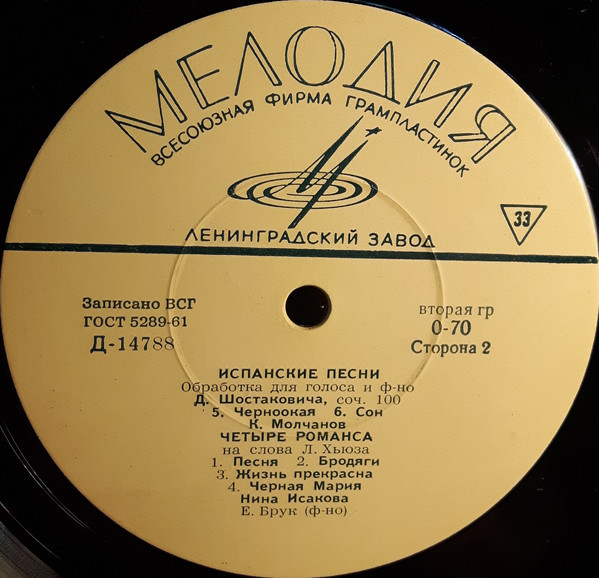 МЕЛОДИЯ
ВСЕСОЮЗНАЯ ФИРМА ГРАМПЛАСТИНОК
33
ЛЕНИНГРАДСКИЙ ЗАВОД
Записано ВСГ
ГОСТ 5289-61
Д-14788
вторая гр
0-70
Сторона 2
ИСПАНСКИЕ ПЕСНИ
Обработка для голоса и ф-но
Д. Шостаковича, соч. 100
5. Черноокая 6. Сон
К. Молчанов
ЧЕТЫРЕ РОМАНСА
на слова Л. Хьюза
1. Песня 2. Бродяги
3. Жизнь прекрасна
4. Черная Мария
Нина Исакова
Е. Брук (ф-но)